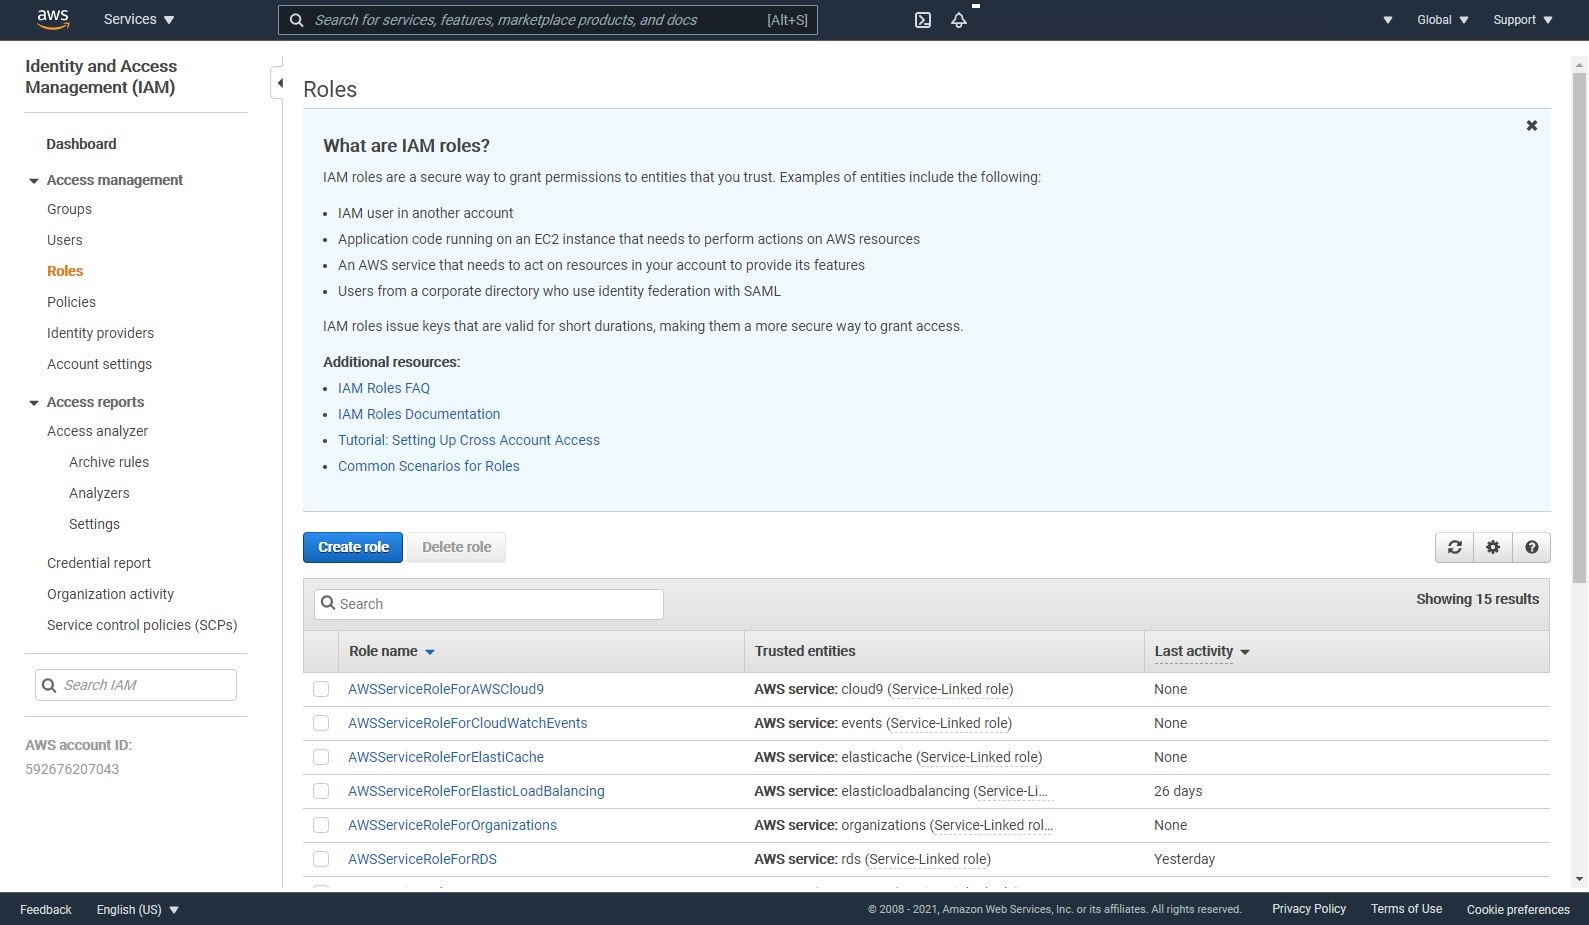 aws
Services
Search for services, features, marketplace products, and docs [Alt+S]
Global
Support
Identity and Access
Management (IAM)
Dashboard
Access management
Groups
Users
Roles
Policies
Identity providers
Account settings
Access reports
Access analyzer
Archive rules
Analyzers
Settings
Credential report
Organization activity
Service control policies (SCPs)
Search IAM
AWS account ID:
592676207043
Roles
What are IAM roles?
IAM roles are a secure way to grant permissions to entities that you trust. Examples of entities include the following:
• IAM user in another account
• Application code running on an EC2 instance that needs to perform actions on AWS resources
• An AWS service that needs to act on resources in your account to provide its features
• Users from a corporate directory who use identity federation with SAML
IAM roles issue keys that are valid for short durations, making them a more secure way to grant access.
Additional resources:
• IAM Roles FAQ
• IAM Roles Documentation
• Tutorial: Setting Up Cross Account Access
• Common Scenarios for Roles
Create role Delete role
Search
Showing 15 results
Role name Trusted entities Last activity
AWSServiceRoleForAWSCloud9 AWS service: cloud9 (Service-Linked role) None
AWSServiceRoleForCloudWatchEvents AWS service: events (Service-Linked role) None
AWSServiceRoleForElastiCache AWS service: elasticache (Service-Linked role) None
AWSServiceRoleForElasticLoadBalancing AWS service: elasticloadbalancing (Service-Li... 26 days
AWSServiceRoleForOrganizations AWS service: organizations (Service-Linked rol... None
AWSServiceRoleForRDS AWS service: rds (Service-Linked role) Yesterday
Feedback English (US) © 2008 - 2021, Amazon Web Services, Inc. or its affiliates. All rights reserved. Privacy Policy Terms of Use Cookie preferences